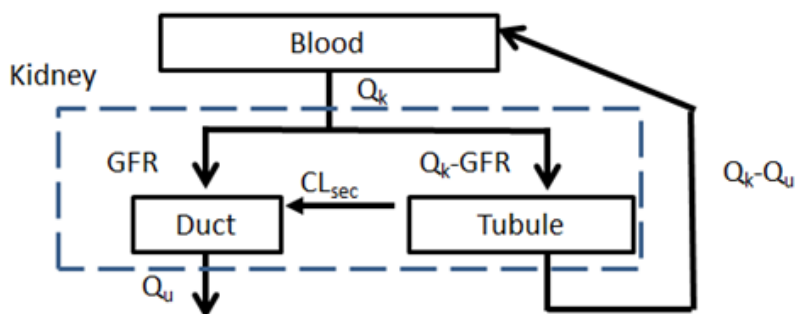 Blood
Kidney
Qk
GFR
Qk-GFR
Qk-Qu
CLsec
Duct
Tubule
Qu